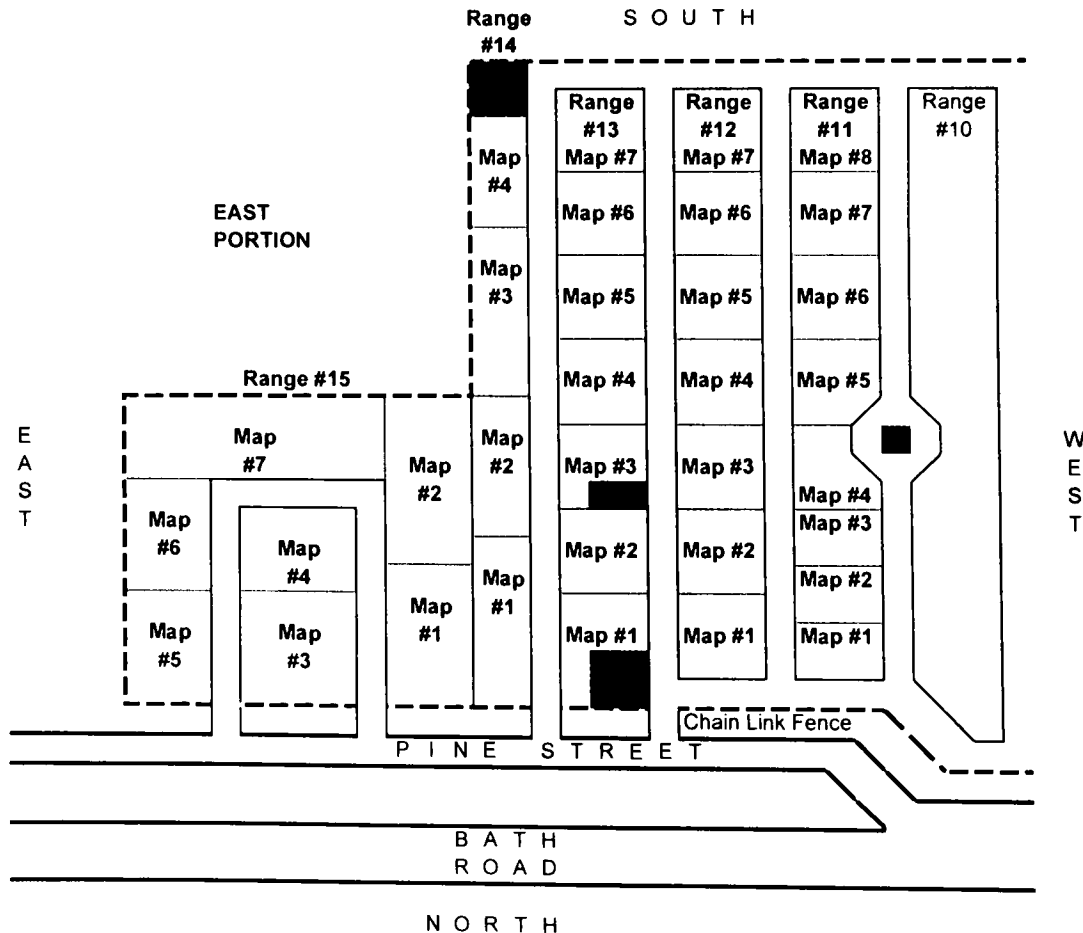 SOUTH
Range
#14
Range
#13
Map #7
Range
#12
Map #7
Range
#11
Map #8
Range
#10
Map
#4
Map #6
Map #6
Map #7
EAST
PORTION
Map
#3
Map #5
Map #5
Map #6
Range #15
Map #4
Map #4
Map #5
EAST
Map
#7
Map
#2
Map
#2
Map #3
Map #3
Map #4
WEST
Map
#6
Map
#4
Map #2
Map #2
Map #3
Map #2
Map
#5
Map
#3
Map
#1
Map
#1
Map #1
Map #1
Map #1
Chain Link Fence
PINE STREET
BATH
ROAD
NORTH